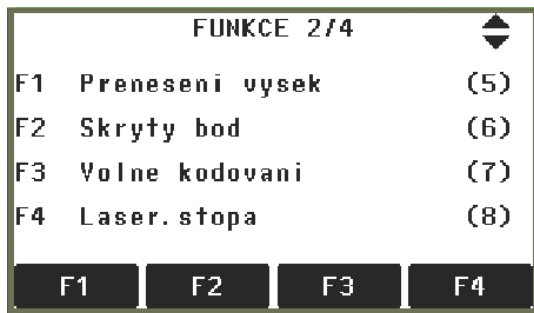 FUNKCE 2/4
F1 Preneseni vysek (5)
F2 Skryty bod (6)
F3 Volne kodovani (7)
F4 Laser.stopa (8)
F1 F2 F3 F4